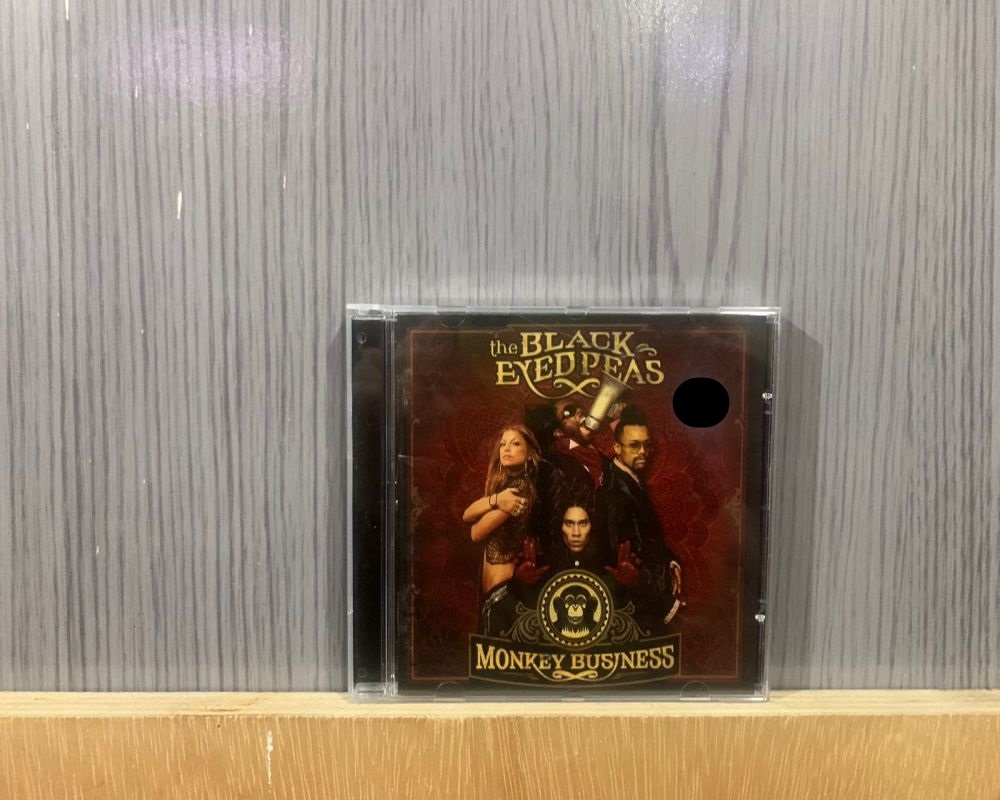 the BLACK
EYED PEAS
MONKEY BUSINESS